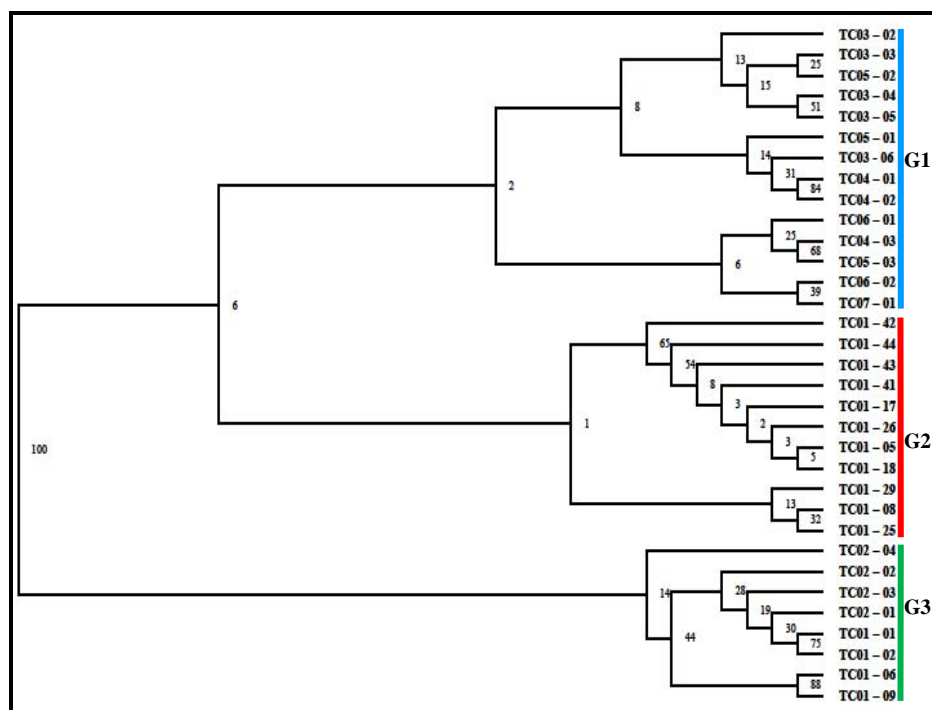 TC03 – 02
13
TC03 – 03
25
TC05 – 02
15
TC03 – 04
51
TC03 – 05
8
TC05 – 01
14
TC03 - 06
G1
31
TC04 – 01
84
TC04 – 02
2
TC06 – 01
25
TC04 – 03
68
TC05 – 03
6
TC06 – 02
39
TC07 – 01
6
TC01 – 42
65
TC01 – 44
54
TC01 – 43
8
TC01 – 41
3
TC01 – 17
2
TC01 – 26
1
3
TC01 – 05
G2
5
TC01 – 18
100
TC01 – 29
13
TC01 – 08
32
TC01 – 25
TC02 – 04
14
TC02 – 02
28
TC02 – 03
G3
19
TC02 – 01
30
TC01 – 01
44
75
TC01 – 02
TC01 – 06
88
TC01 – 09